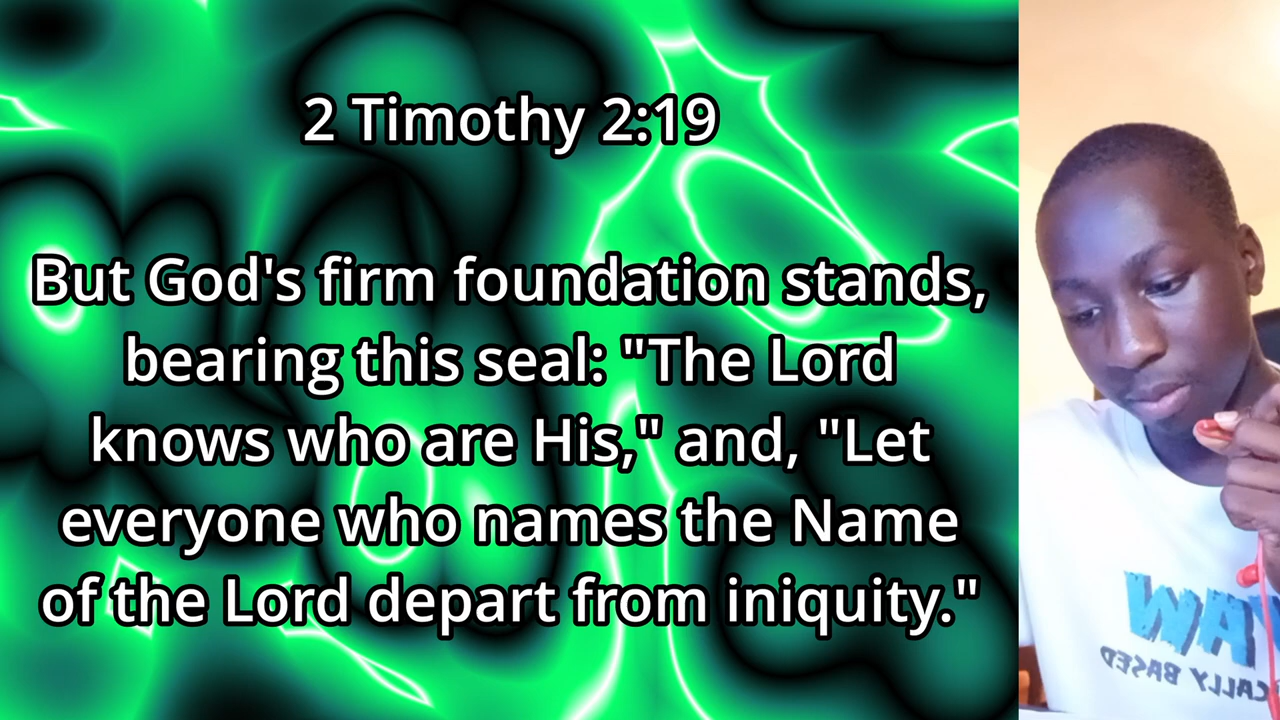 2 Timothy 2:19
But God's firm foundation stands,
bearing this seal: "The Lord
knows who are His," and, "Let
everyone who names the Name
of the Lord depart from iniquity."